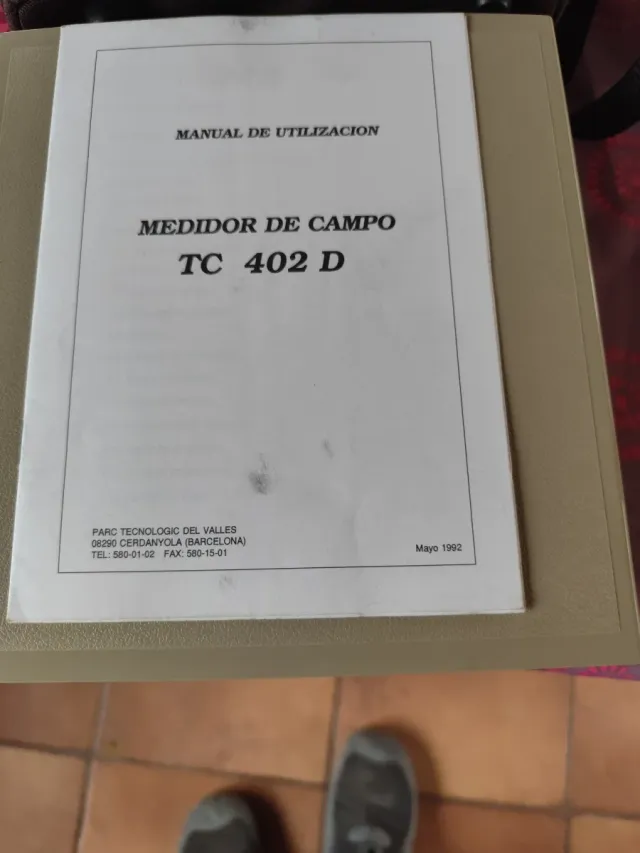 MANUAL DE UTILIZACION
MEDIDOR DE CAMPO
TC 402 D
PARC TECNOLOGIC DEL VALLES
08290 CERDANYOLA (BARCELONA)
TEL: 580-01-02 FAX: 580-15-01
Mayo 1992